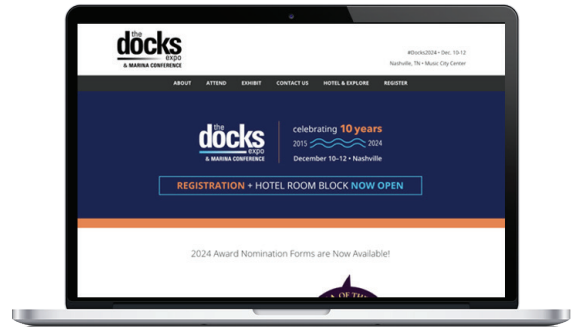 the
docks
expo
& MARINA CONFERENCE
#Docks2024 • Dec. 10-12
Nashville, TN • Music City Center
ABOUT ATTEND EXHIBIT CONTACT US HOTEL & EXPLORE REGISTER
the
docks
expo
& MARINA CONFERENCE
celebrating 10 years
2015 2024
December 10-12 • Nashville
REGISTRATION + HOTEL ROOM BLOCK NOW OPEN
2024 Award Nomination Forms are Now Available!
OF THE